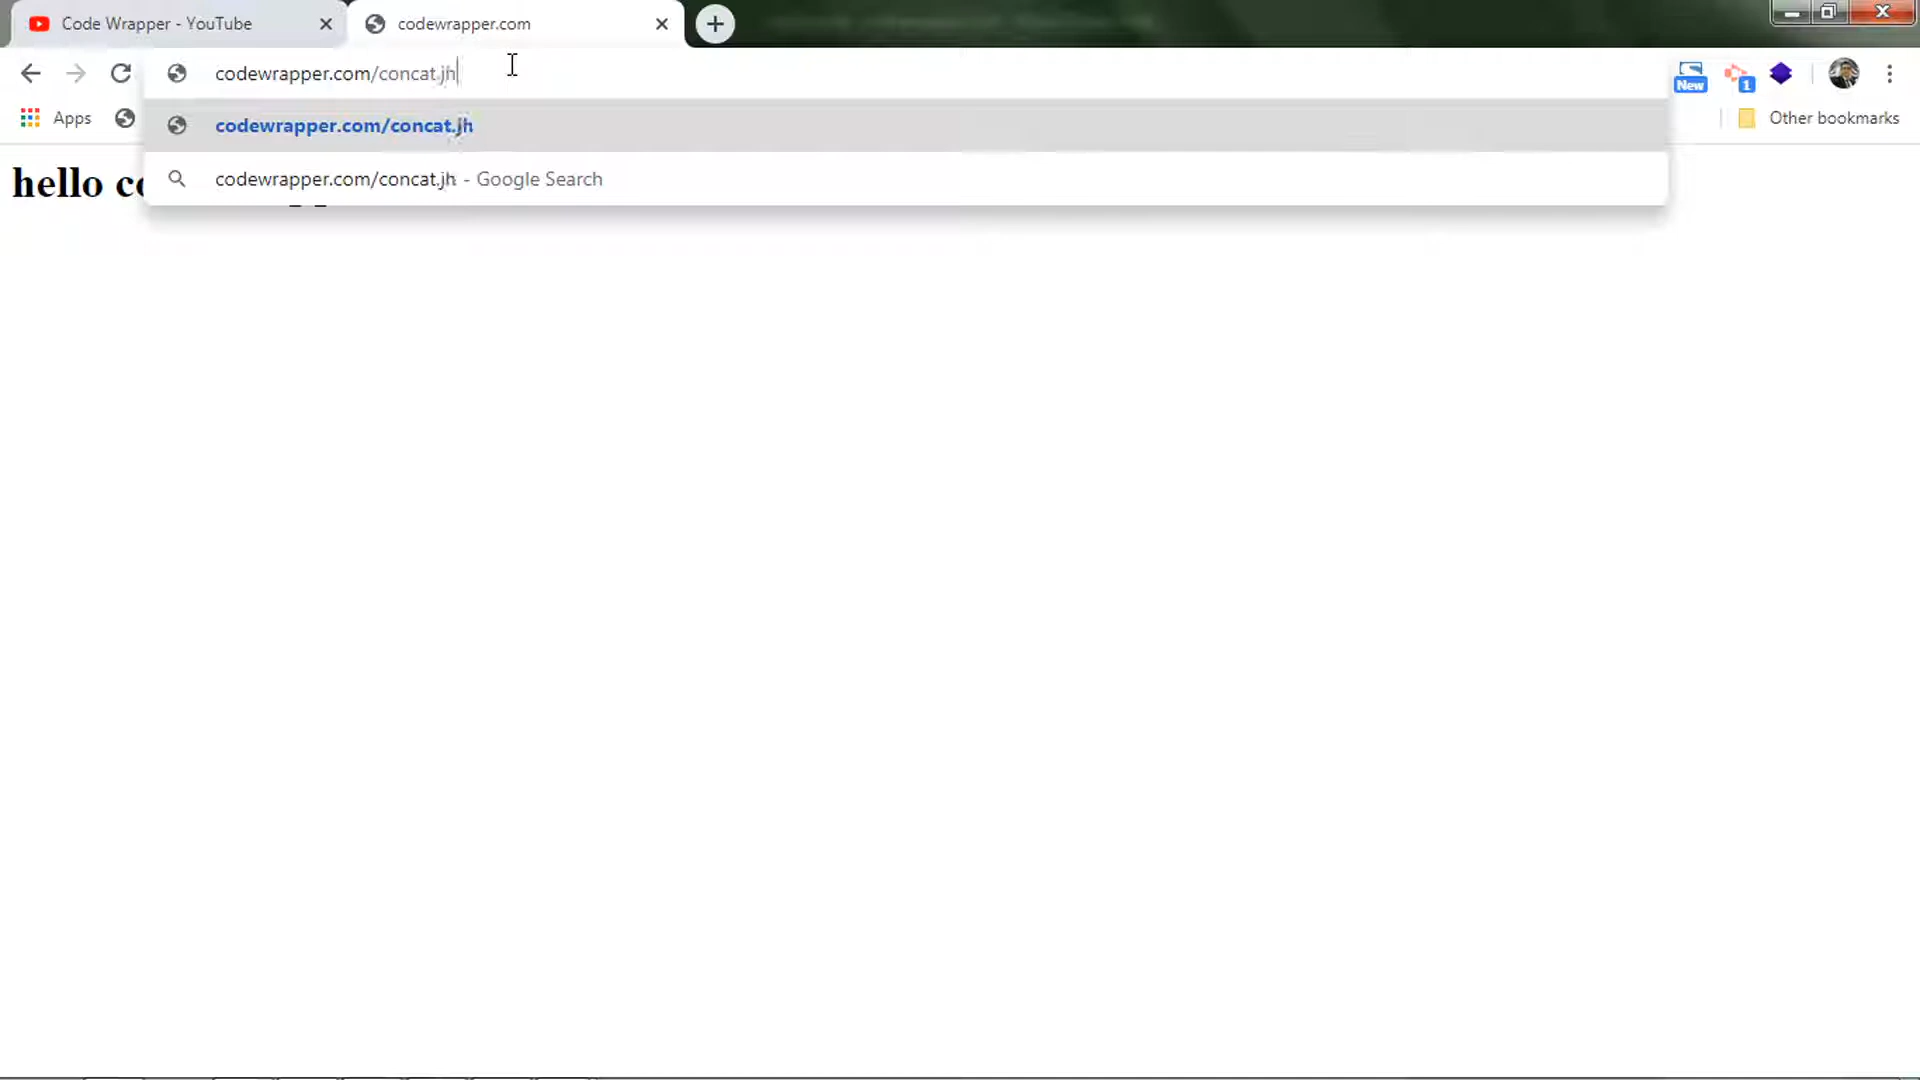 Code Wrapper - YouTube
codewrapper.com
codewrapper.com/concat.jh
New
1
Apps
codewrapper.com/concat.jh
Other bookmarks
hello
codewrapper.com/concat.jh - Google Search